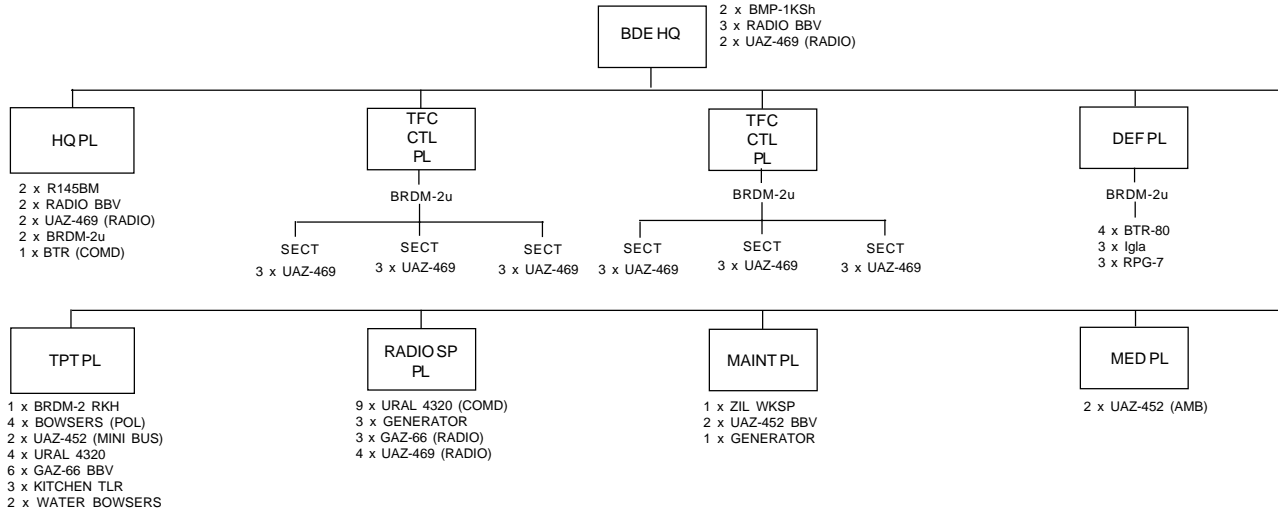 BDE HQ
2 x BMP-1KSh
3 x RADIO BBV
2 x UAZ-469 (RADIO)
HQ PL
2 x R145BM
2 x RADIO BBV
2 x UAZ-469 (RADIO)
2 x BRDM-2u
1 x BTR (COMD)
TFC
CTL
PL
BRDM-2u
SECT
3 x UAZ-469
SECT
3 x UAZ-469
SECT
3 x UAZ-469
TFC
CTL
PL
BRDM-2u
SECT
3 x UAZ-469
SECT
3 x UAZ-469
SECT
3 x UAZ-469
DEF PL
BRDM-2u
4 x BTR-80
3 x Igla
3 x RPG-7
TPT PL
1 x BRDM-2 RKH
4 x BOWSERS (POL)
2 x UAZ-452 (MINI BUS)
4 x URAL 4320
6 x GAZ-66 BBV
3 x KITCHEN TLR
2 x WATER BOWSERS
RADIO SP
PL
9 x URAL 4320 (COMD)
3 x GENERATOR
3 x GAZ-66 (RADIO)
4 x UAZ-469 (RADIO)
MAINT PL
1 x ZIL WKSP
2 x UAZ-452 BBV
1 x GENERATOR
MED PL
2 x UAZ-452 (AMB)